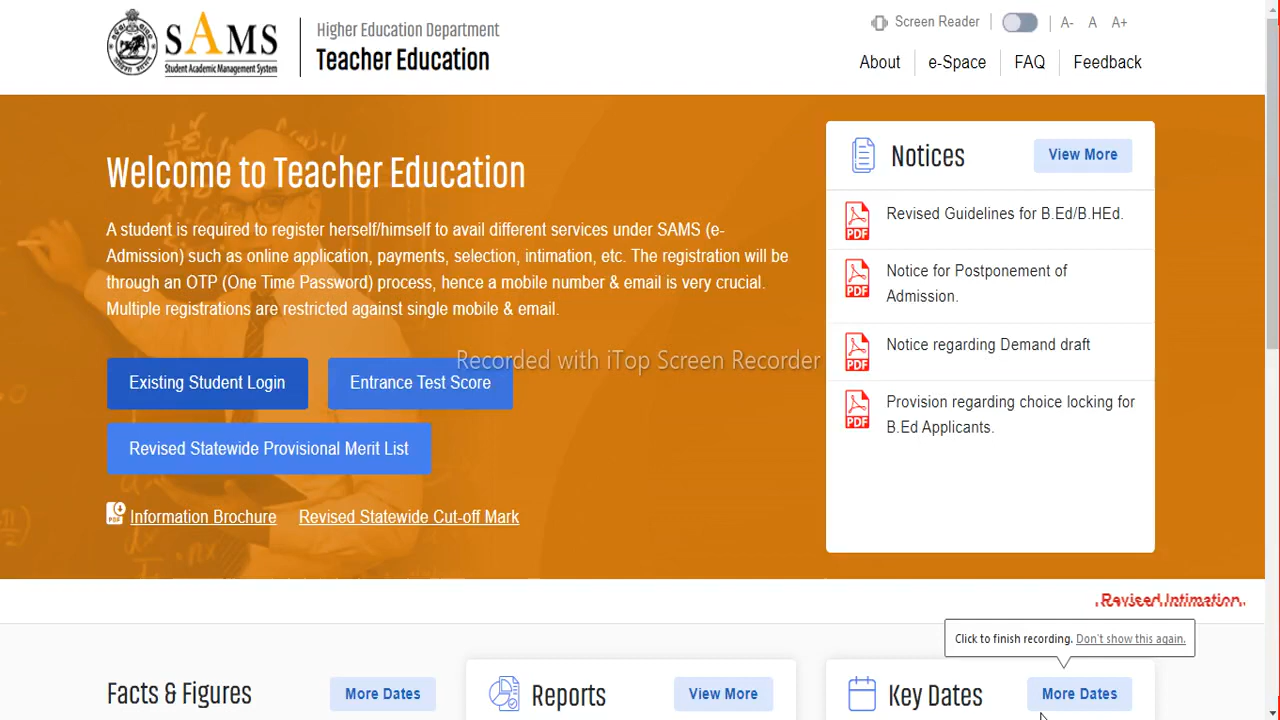 SAMS
Student Academic Management System
Higher Education Department
Teacher Education
Screen Reader
A- A A+
About e-Space FAQ Feedback
Welcome to Teacher Education
A student is required to register herself/himself to avail different services under SAMS (e-
Admission) such as online application, payments, selection, intimation, etc. The registration will be
through an OTP (One Time Password) process, hence a mobile number & email is very crucial.
Multiple registrations are restricted against single mobile & email.
Existing Student Login
Entrance Test Score
Revised Statewide Provisional Merit List
PDF
Information Brochure
Revised Statewide Cut-off Mark
Notices
View More
PDF
Revised Guidelines for B.Ed/B.HEd.
PDF
Notice for Postponement of
Admission.
PDF
Notice regarding Demand draft
PDF
Provision regarding choice locking for
B.Ed Applicants.
Recorded with iTop Screen Recorder
Revised Intimation
Click to finish recording. Don't show this again.
Facts & Figures
More Dates
Reports
View More
Key Dates
More Dates